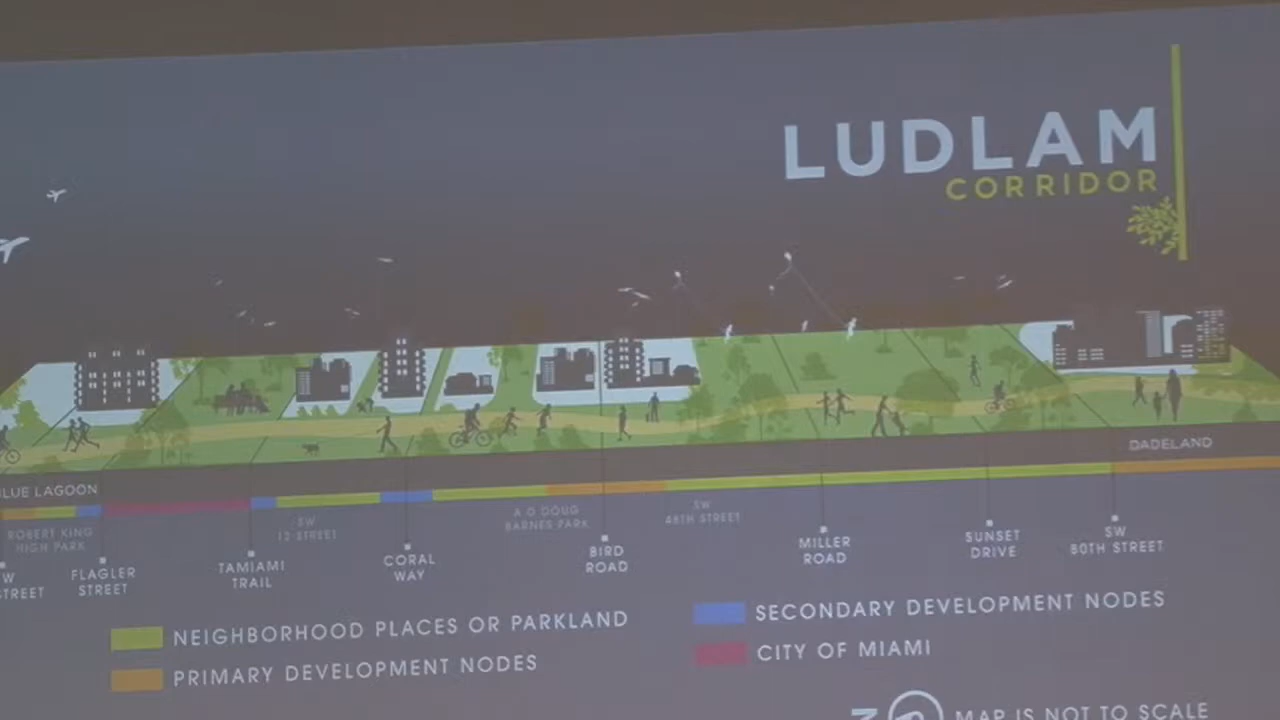 LUDLAM
CORRIDOR
DADELAND
LUE LAGOON
ROBERT KING
HIGH PARK
SW
12 STREET
A D DOUG
BARNES PARK
SW
48TH STREET
W
STREET
FLAGLER
STREET
TAMIAMI
TRAIL
CORAL
WAY
BIRD
ROAD
MILLER
ROAD
SUNSET
DRIVE
SW
80TH STREET
NEIGHBORHOOD PLACES OR PARKLAND
PRIMARY DEVELOPMENT NODES
SECONDARY DEVELOPMENT NODES
CITY OF MIAMI
MAP IS NOT TO SCALE